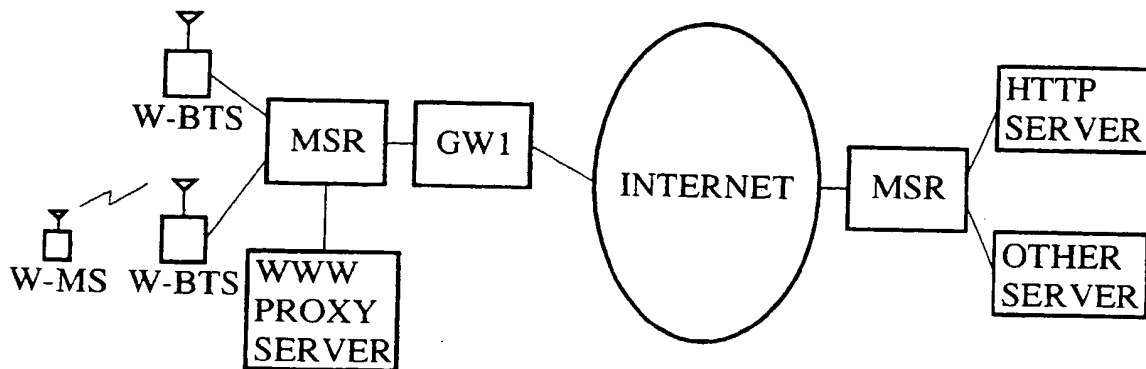 W-BTS
MSR
GW1
W-MS
W-BTS
WWW
PROXY
SERVER
INTERNET
MSR
HTTP
SERVER
OTHER
SERVER